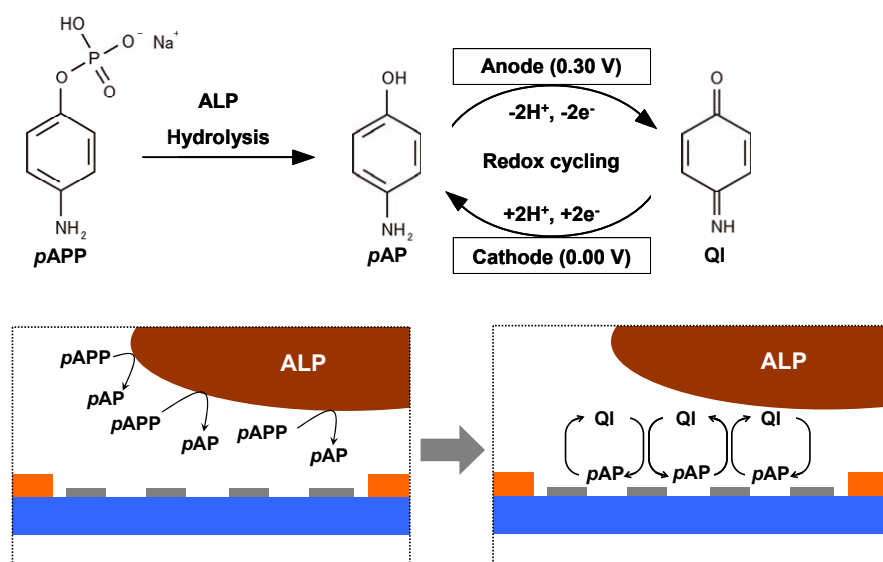 HO
O⁻ Na⁺
P
O
O
ALP
Hydrolysis
NH₂
pAPP
OH
NH₂
pAP
Anode (0.30 V)
-2H⁺, -2e⁻
Redox cycling
+2H⁺, +2e⁻
Cathode (0.00 V)
O
NH
QI
ALP
pAPP
pAP
pAPP
pAP
pAPP
pAP
ALP
QI QI QI
pAP pAP pAP